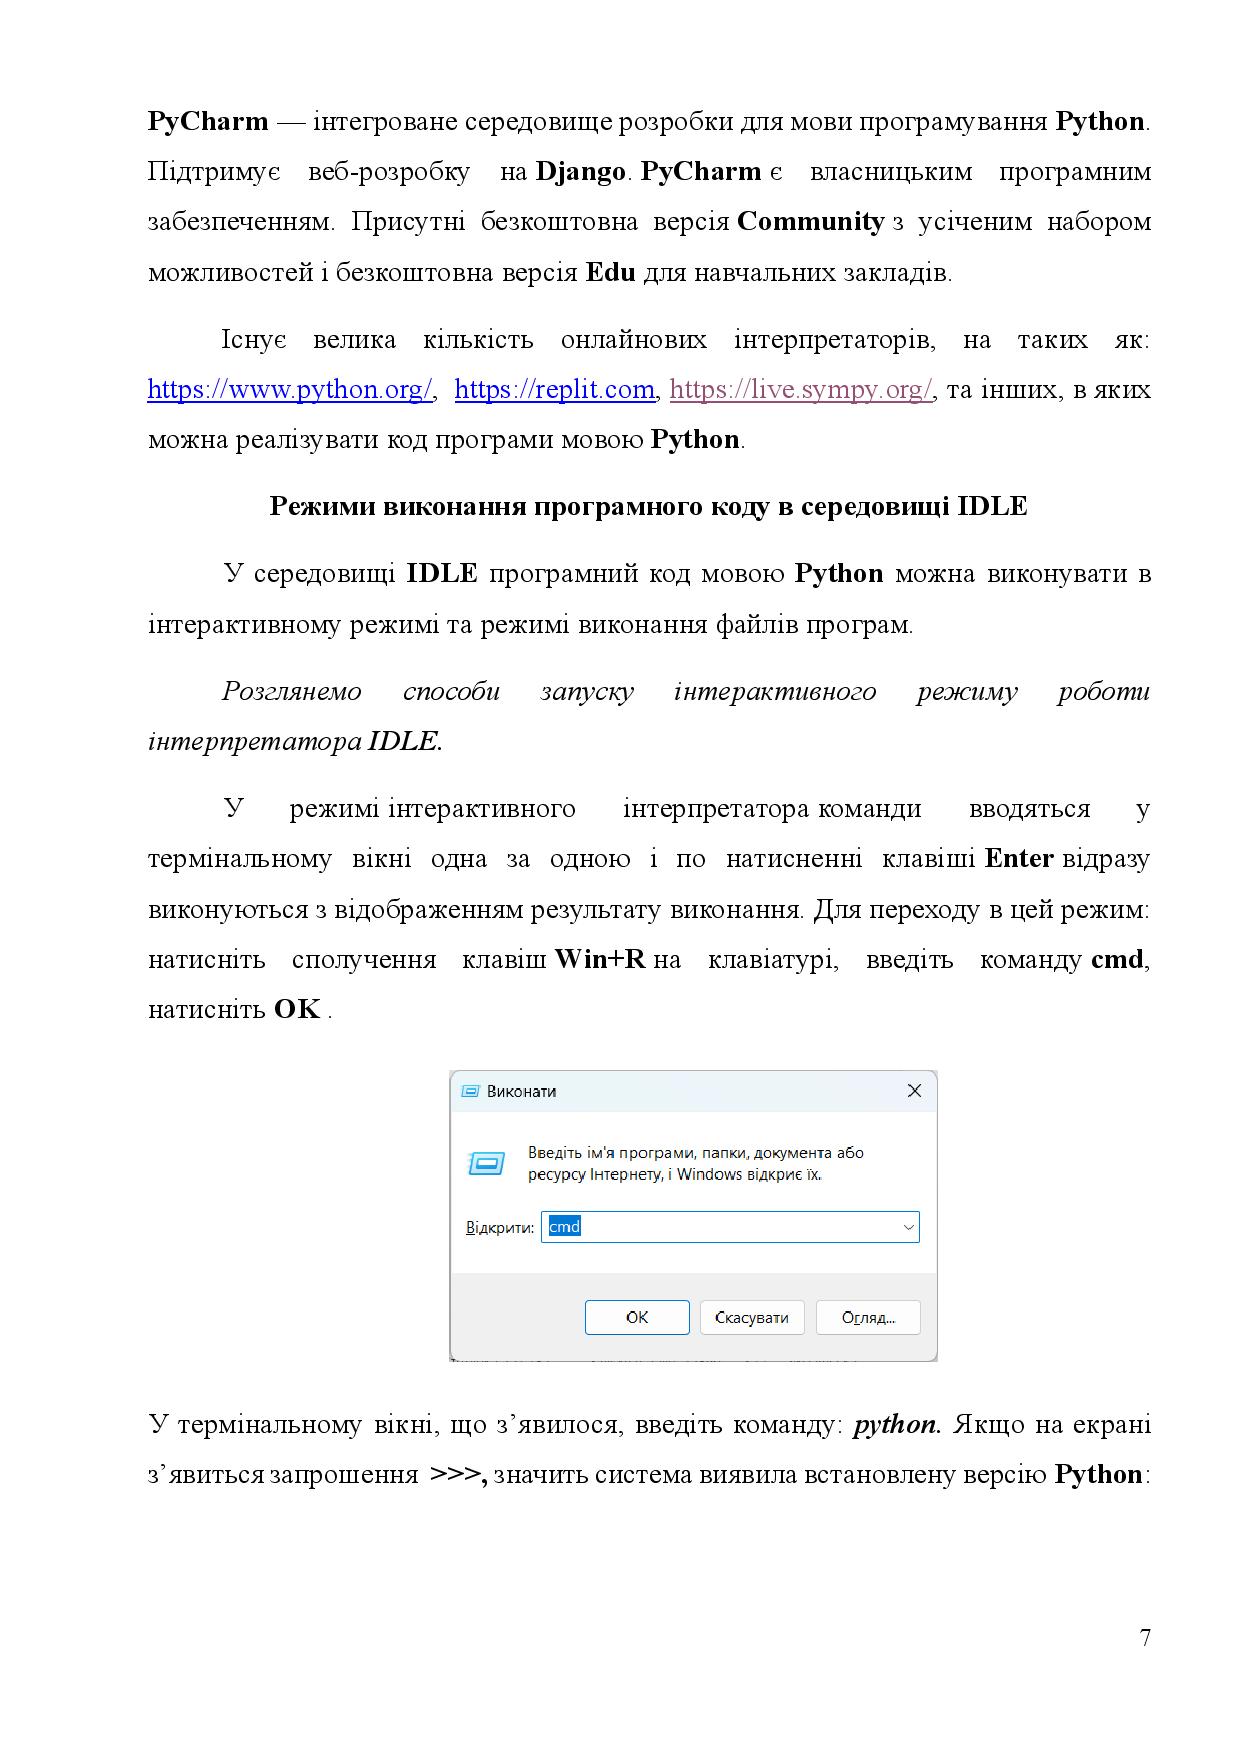 PyCharm — інтегроване середовище розробки для мови програмування Python.
Підтримує веб-розробку на Django. PyCharm є власницьким програмним
забезпеченням. Присутні безкоштовна версія Community з усіченим набором
можливостей і безкоштовна версія Edu для навчальних закладів.
Існує велика кількість онлайнових інтерпретаторів, на таких як:
https://www.python.org/, https://replit.com, https://live.sympy.org/, та інших, в яких
можна реалізувати код програми мовою Python.
Режими виконання програмного коду в середовищі IDLE
У середовищі IDLE програмний код мовою Python можна виконувати в
інтерактивному режимі та режимі виконання файлів програм.
Розглянемо способи запуску інтерактивного режиму роботи
інтерпретатора IDLE.
У режимі інтерактивного інтерпретатора команди вводяться у
термінальному вікні одна за одною і по натисненні клавіші Enter відразу
виконуються з відображенням результату виконання. Для переходу в цей режим:
натисніть сполучення клавіш Win+R на клавіатурі, введіть команду cmd,
натисніть OK .
Виконати
Введіть ім'я програми, папки, документа або
ресурсу Інтернету, і Windows відкриє їх.
Відкрити: cmd
OK Скасувати Огляд...
У термінальному вікні, що з’явилося, введіть команду: python. Якщо на екрані
з’явиться запрошення >>>, значить система виявила встановлену версію Python:
7